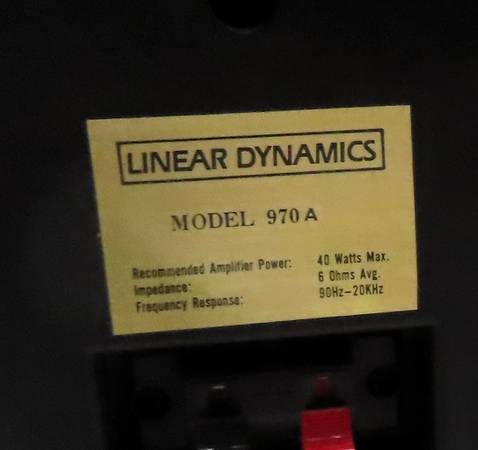 LINEAR DYNAMICS
MODEL 970 A
Recommended Amplifier Power: 40 Watts Max.
Impedance: 6 Ohms Avg.
Frequency Response: 90Hz-20KHz